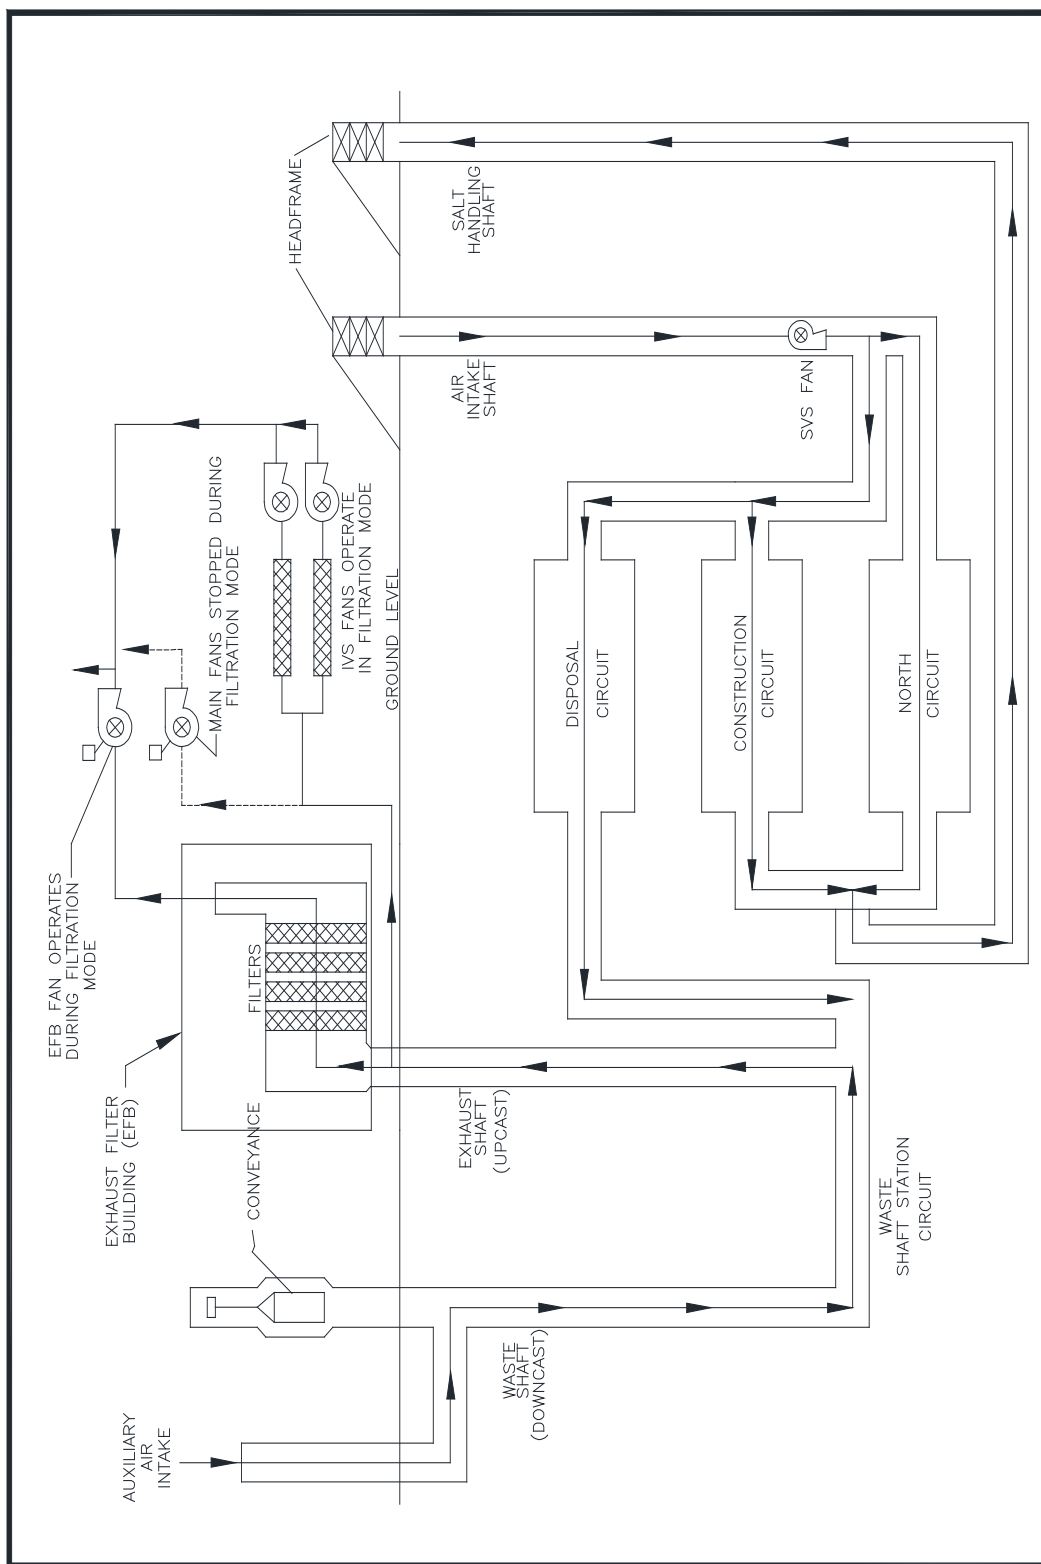 AUXILIARY
AIR
INTAKE
EXHAUST FILTER
BUILDING (EFB)
CONVEYANCE
EFB FAN OPERATES
DURING FILTRATION
MODE
FILTERS
MAIN FANS STOPPED DURING
FILTRATION MODE
IVS FANS OPERATE
IN FILTRATION MODE
GROUND LEVEL
HEADFRAME
WASTE
SHAFT
(DOWNCAST)
EXHAUST
SHAFT
(UPCAST)
AIR
INTAKE
SHAFT
SALT
HANDLING
SHAFT
DISPOSAL
CIRCUIT
CONSTRUCTION
CIRCUIT
NORTH
CIRCUIT
SVS FAN
WASTE
SHAFT STATION
CIRCUIT